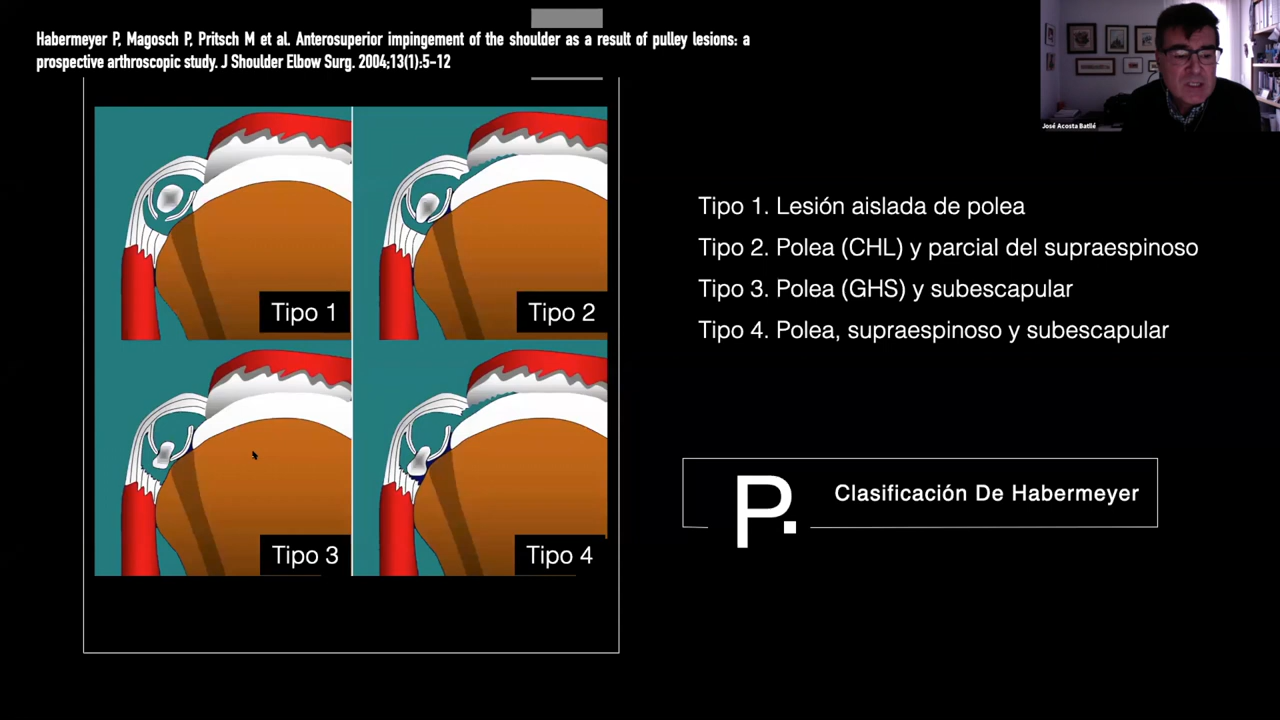 Habermeyer P, Magosch P, Pritsch M et al. Anterosuperior impingement of the shoulder as a result of pulley lesions: a
prospective arthroscopic study. J Shoulder Elbow Surg. 2004;13(1):5-12
José Acosta Batllé
Tipo 1
Tipo 2
Tipo 3
Tipo 4
Tipo 1. Lesión aislada de polea
Tipo 2. Polea (CHL) y parcial del supraespinoso
Tipo 3. Polea (GHS) y subescapular
Tipo 4. Polea, supraespinoso y subescapular
P.
Clasificación De Habermeyer